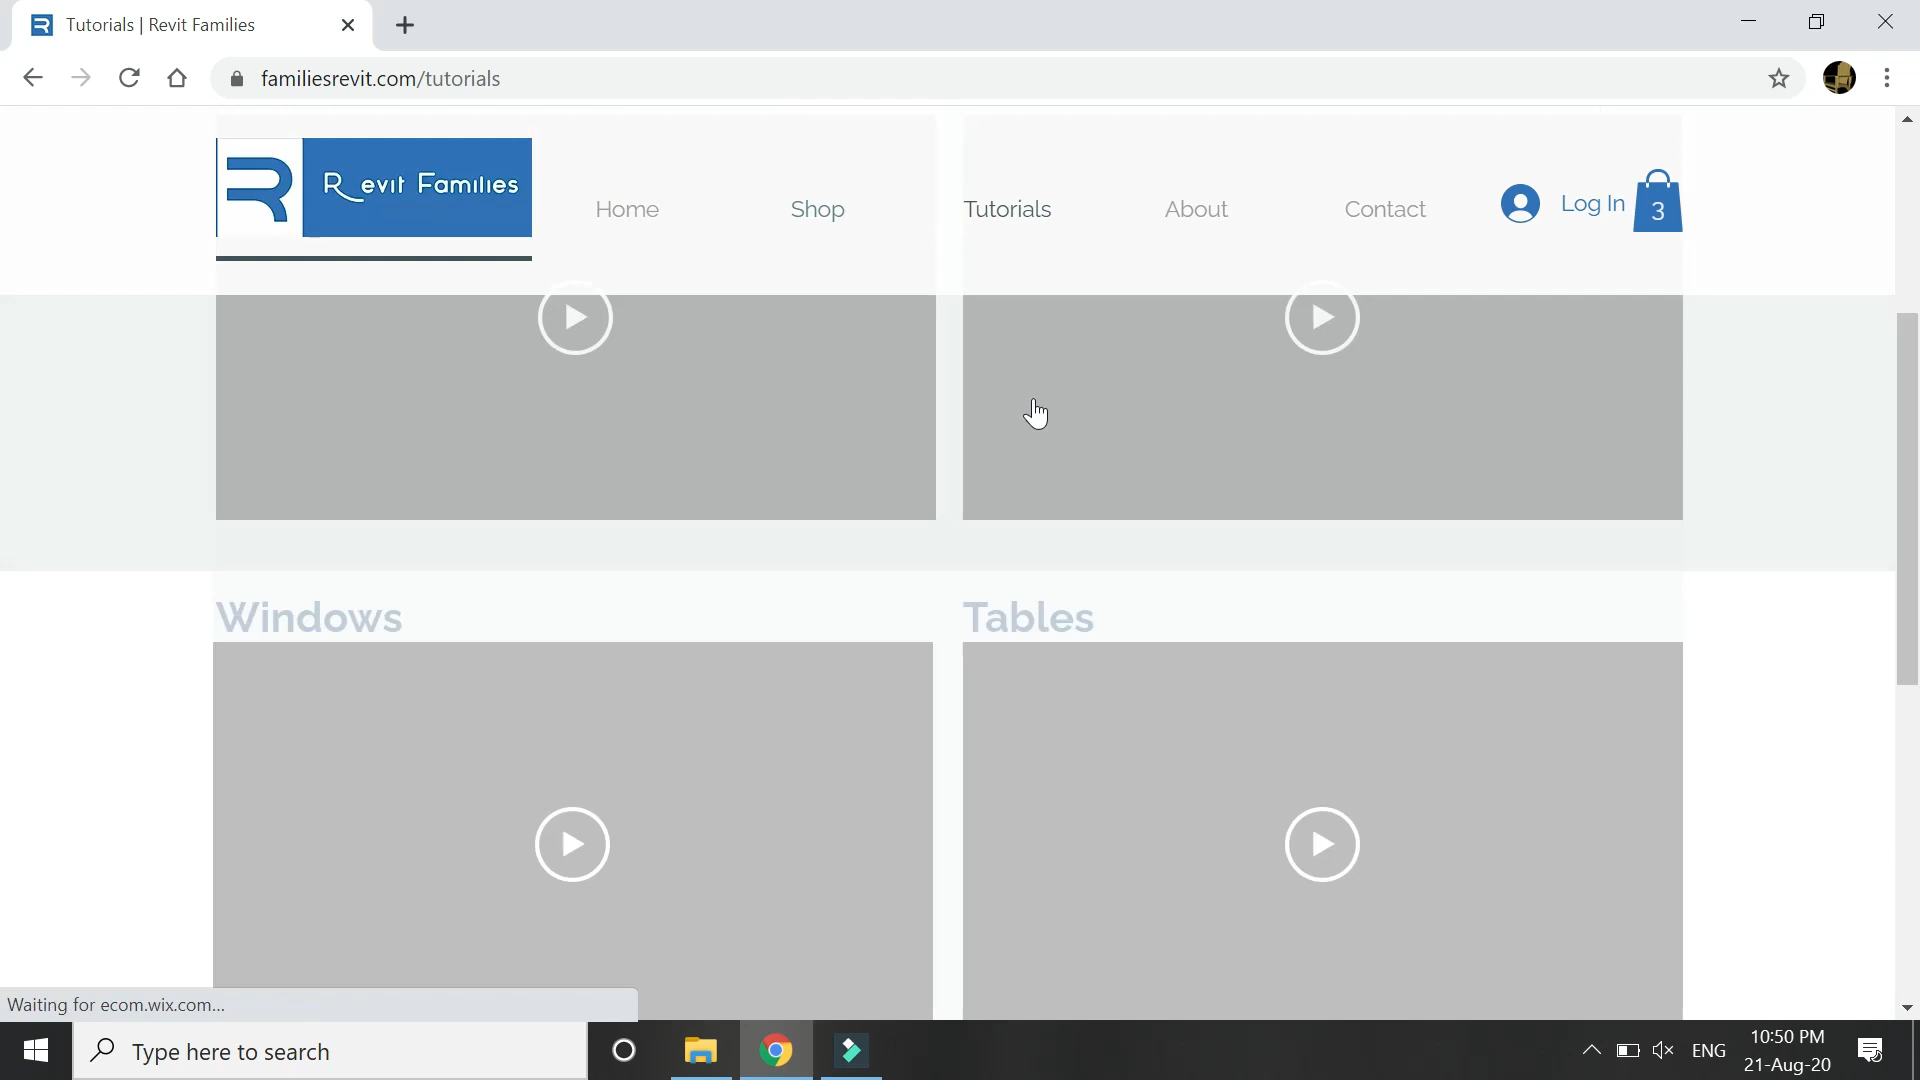 Tutorials | Revit Families
familiesrevit.com/tutorials
R Revit Families
Home
Shop
Tutorials
About
Contact
Log In
3
Windows
Tables
Waiting for ecom.wix.com...
Type here to search
ENG
10:50 PM
21-Aug-20